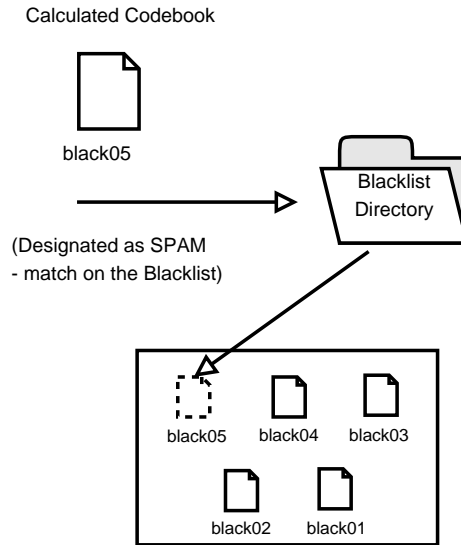 Calculated Codebook
black05
Blacklist
Directory
(Designated as SPAM
- match on the Blacklist)
black05
black04
black03
black02
black01